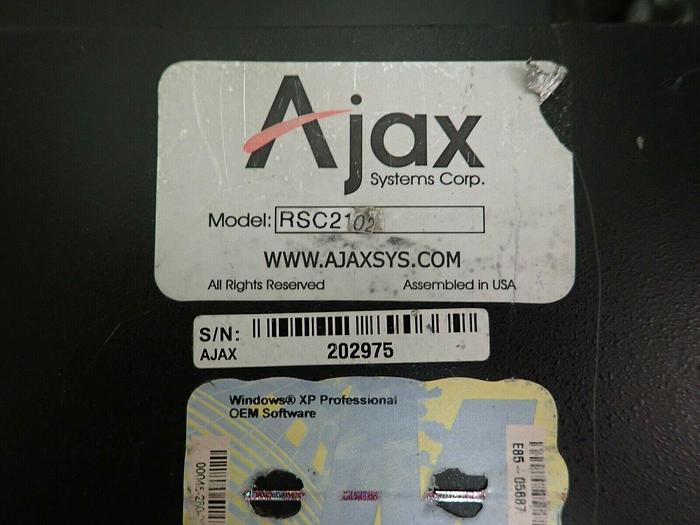 Ajax
Systems Corp.
Model: RSC2102
WWW.AJAXSYS.COM
All Rights Reserved Assembled in USA
S/N:
AJAX 202975
Windows® XP Professional
OEM Software
E85-05697